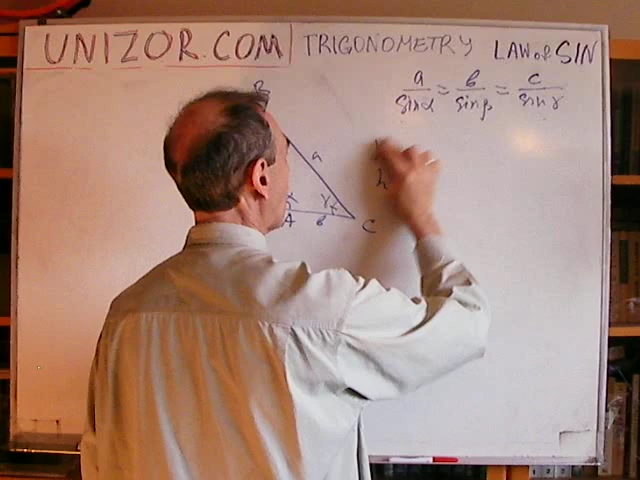 UNIZOR.COM | TRIGONOMETRY LAW OF SIN
a/sinα = b/sinβ = c/sinγ
B
a
α γ
A b C
h